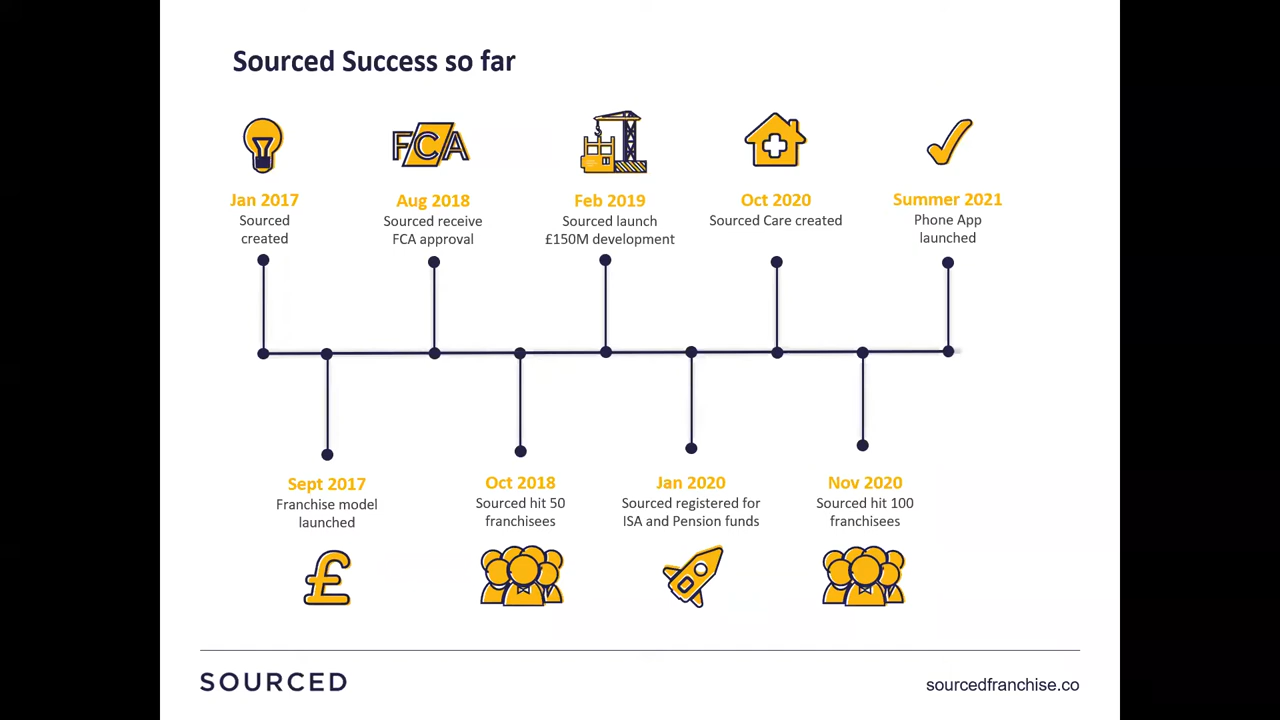 Sourced Success so far
FCA
Jan 2017
Sourced
created
Aug 2018
Sourced receive
FCA approval
Feb 2019
Sourced launch
£150M development
Oct 2020
Sourced Care created
Summer 2021
Phone App
launched
Sept 2017
Franchise model
launched
£
Oct 2018
Sourced hit 50
franchisees
Jan 2020
Sourced registered for
ISA and Pension funds
Nov 2020
Sourced hit 100
franchisees
SOURCED
sourcedfranchise.co